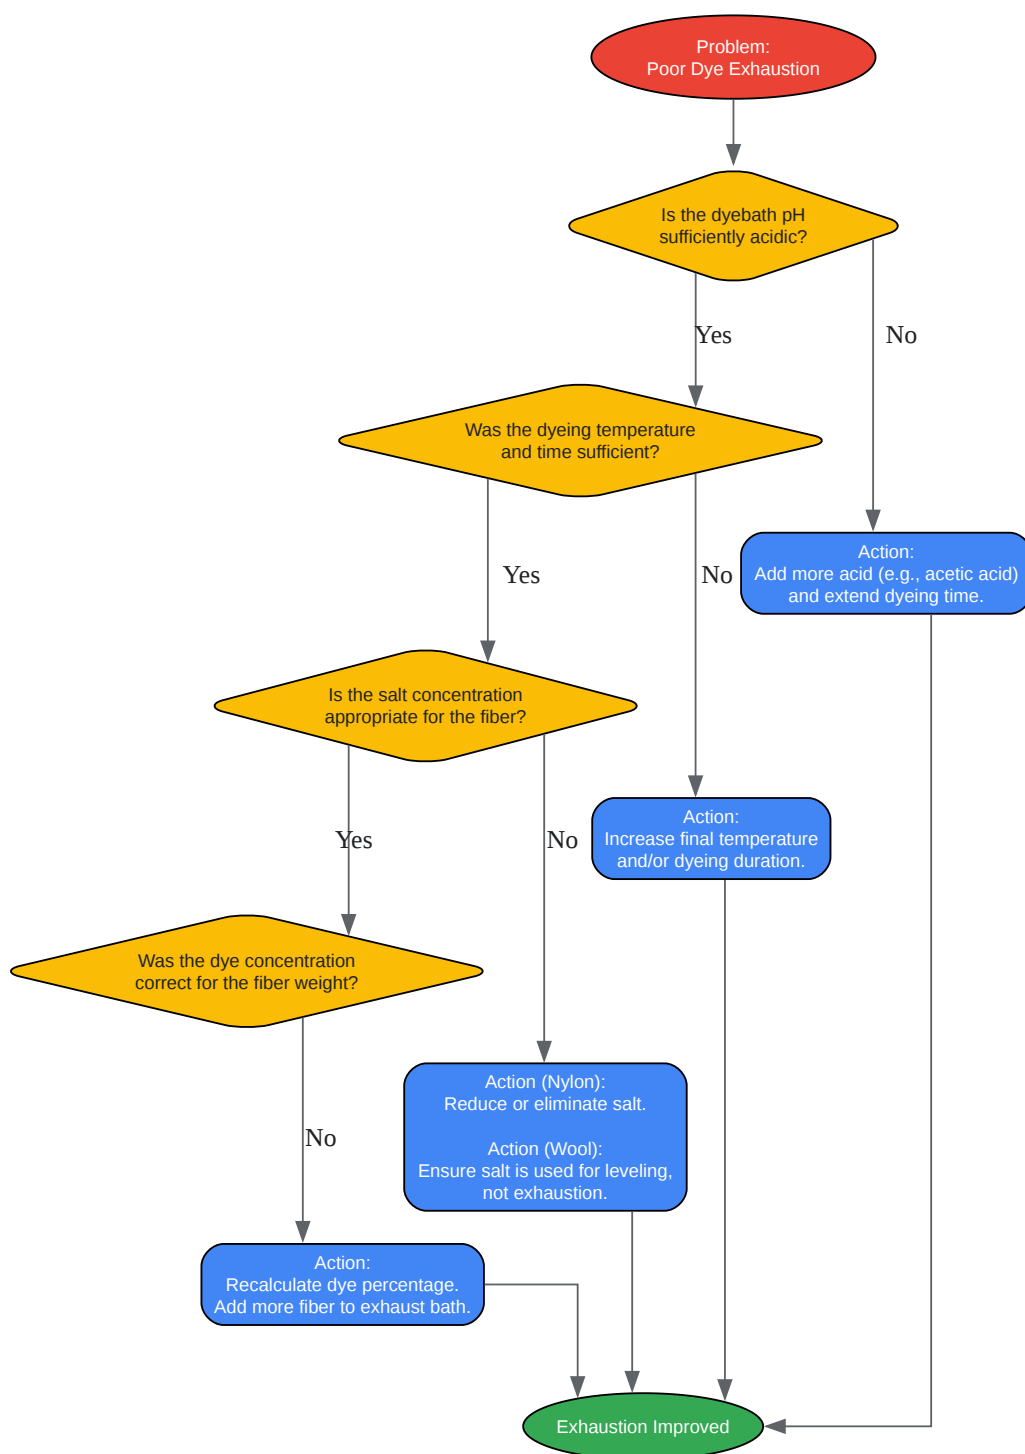 Problem:
Poor Dye Exhaustion
Is the dyebath pH
sufficiently acidic?
Yes
No
Was the dyeing temperature
and time sufficient?
Action:
Add more acid (e.g., acetic acid)
and extend dyeing time.
Yes
No
Is the salt concentration
appropriate for the fiber?
Action:
Increase final temperature
and/or dyeing duration.
Yes
No
Was the dye concentration
correct for the fiber weight?
Action (Nylon):
Reduce or eliminate salt.
Action (Wool):
Ensure salt is used for leveling,
not exhaustion.
No
Action:
Recalculate dye percentage.
Add more fiber to exhaust bath.
Exhaustion Improved